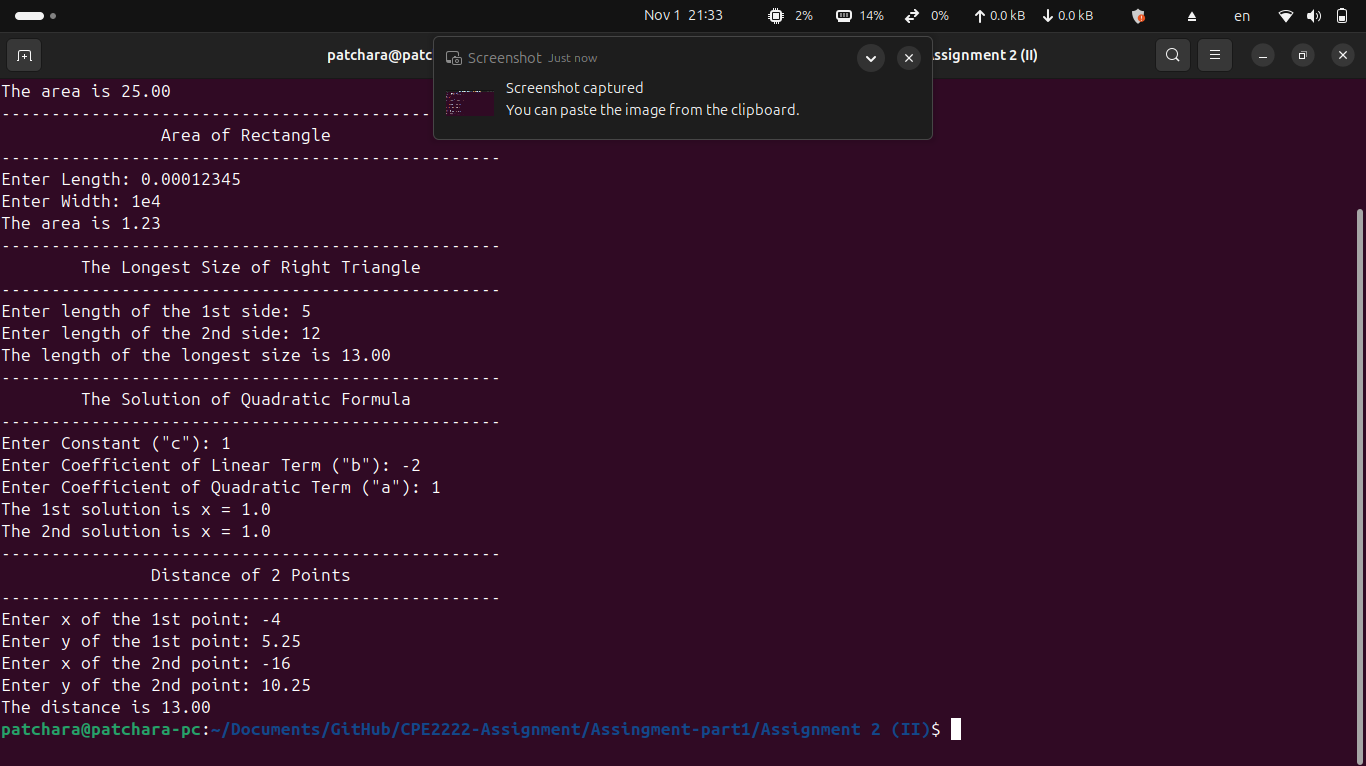 Nov 1 21:33
2%
14%
0%
0.0 kB
0.0 kB
en
patchara@patc
ssignment 2 (II)
Screenshot Just now
Screenshot captured
You can paste the image from the clipboard.
The area is 25.00
--------------------------------------------------
Area of Rectangle
--------------------------------------------------
Enter Length: 0.00012345
Enter Width: 1e4
The area is 1.23
--------------------------------------------------
The Longest Size of Right Triangle
--------------------------------------------------
Enter length of the 1st side: 5
Enter length of the 2nd side: 12
The length of the longest size is 13.00
--------------------------------------------------
The Solution of Quadratic Formula
--------------------------------------------------
Enter Constant ("c"): 1
Enter Coefficient of Linear Term ("b"): -2
Enter Coefficient of Quadratic Term ("a"): 1
The 1st solution is x = 1.0
The 2nd solution is x = 1.0
--------------------------------------------------
Distance of 2 Points
--------------------------------------------------
Enter x of the 1st point: -4
Enter y of the 1st point: 5.25
Enter x of the 2nd point: -16
Enter y of the 2nd point: 10.25
The distance is 13.00
patchara@patchara-pc:~/Documents/GitHub/CPE2222-Assignment/Assingment-part1/Assignment 2 (II)$